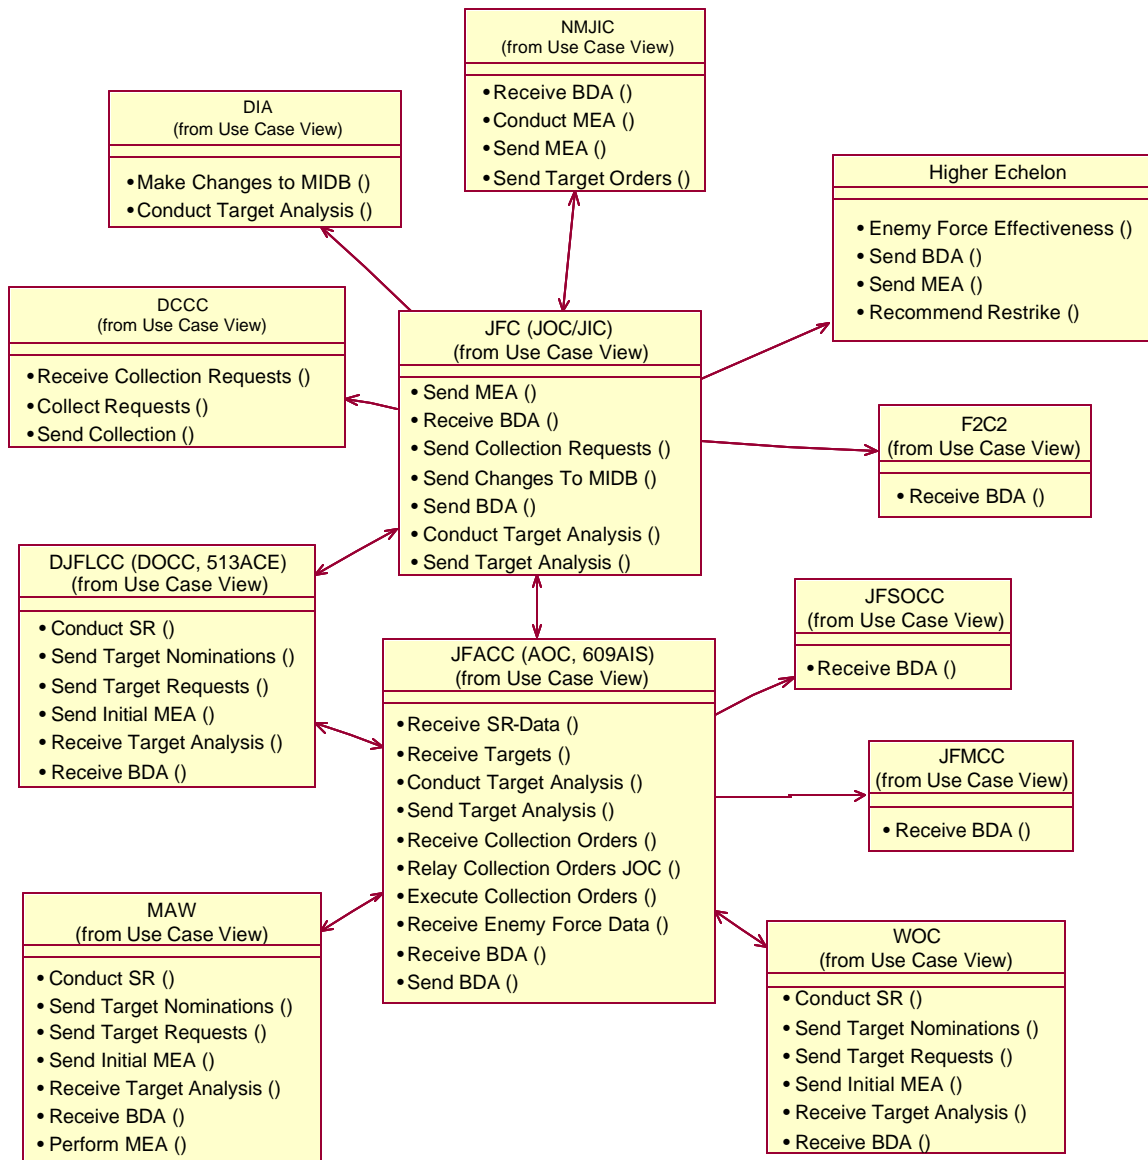 NMJIC
(from Use Case View)
• Receive BDA ()
• Conduct MEA ()
• Send MEA ()
• Send Target Orders ()
DIA
(from Use Case View)
• Make Changes to MIDB ()
• Conduct Target Analysis ()
Higher Echelon
• Enemy Force Effectiveness ()
• Send BDA ()
• Send MEA ()
• Recommend Restrike ()
DCCC
(from Use Case View)
• Receive Collection Requests ()
• Collect Requests ()
• Send Collection ()
JFC (JOC/JIC)
(from Use Case View)
• Send MEA ()
• Receive BDA ()
• Send Collection Requests ()
• Send Changes To MIDB ()
• Send BDA ()
• Conduct Target Analysis ()
• Send Target Analysis ()
F2C2
(from Use Case View)
• Receive BDA ()
DJFLCC (DOCC, 513ACE)
(from Use Case View)
• Conduct SR ()
• Send Target Nominations ()
• Send Target Requests ()
• Send Initial MEA ()
• Receive Target Analysis ()
• Receive BDA ()
JFSOCC
(from Use Case View)
• Receive BDA ()
JFACC (AOC, 609AIS)
(from Use Case View)
• Receive SR-Data ()
• Receive Targets ()
• Conduct Target Analysis ()
• Send Target Analysis ()
• Receive Collection Orders ()
• Relay Collection Orders JOC ()
• Execute Collection Orders ()
• Receive Enemy Force Data ()
• Receive BDA ()
• Send BDA ()
JFMCC
(from Use Case View)
• Receive BDA ()
MAW
(from Use Case View)
• Conduct SR ()
• Send Target Nominations ()
• Send Target Requests ()
• Send Initial MEA ()
• Receive Target Analysis ()
• Receive BDA ()
• Perform MEA ()
WOC
(from Use Case View)
• Conduct SR ()
• Send Target Nominations ()
• Send Target Requests ()
• Send Initial MEA ()
• Receive Target Analysis ()
• Receive BDA ()